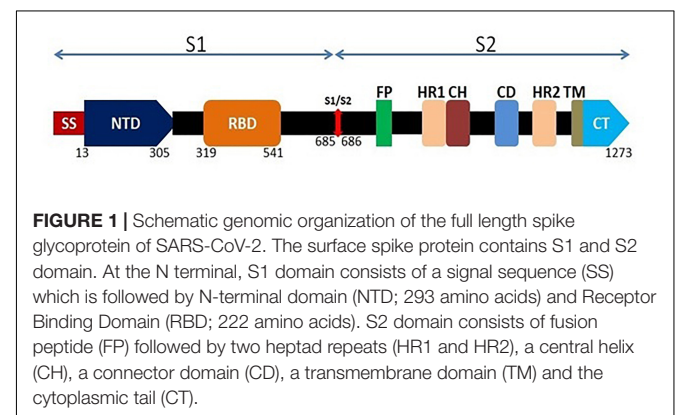 S1 S2
S1/S2 FP HR1 CH CD HR2 TM
SS NTD RBD CT
13 305 319 541 685 686 1273
FIGURE 1 | Schematic genomic organization of the full length spike
glycoprotein of SARS-CoV-2. The surface spike protein contains S1 and S2
domain. At the N terminal, S1 domain consists of a signal sequence (SS)
which is followed by N-terminal domain (NTD; 293 amino acids) and Receptor
Binding Domain (RBD; 222 amino acids). S2 domain consists of fusion
peptide (FP) followed by two heptad repeats (HR1 and HR2), a central helix
(CH), a connector domain (CD), a transmembrane domain (TM) and the
cytoplasmic tail (CT).